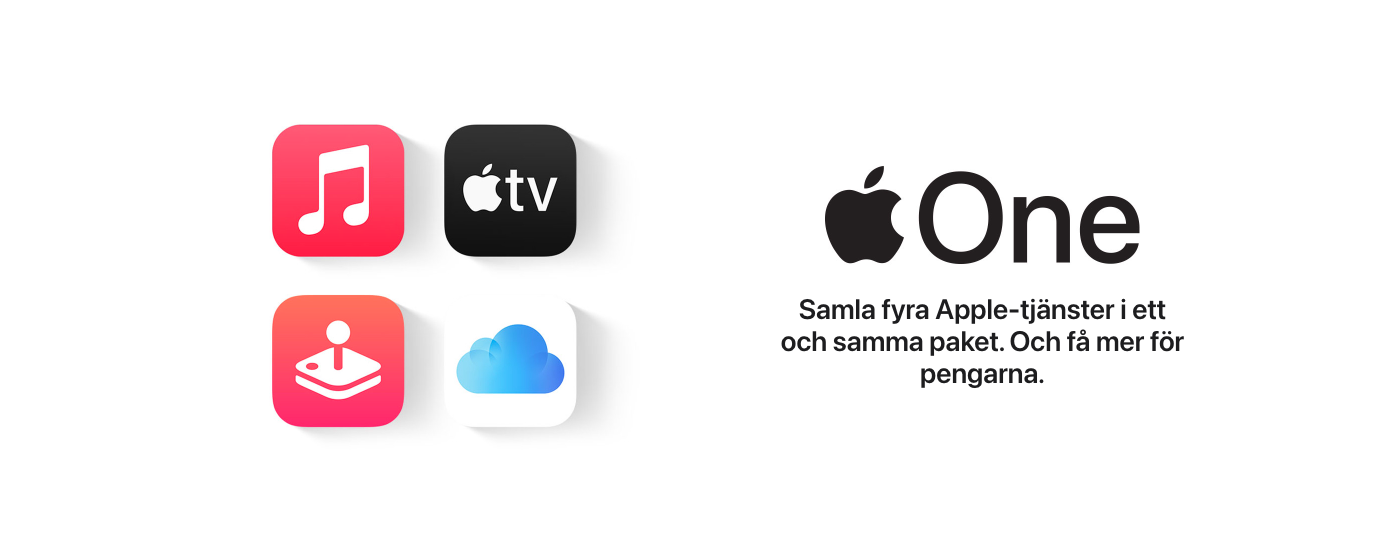 tv
One
Samla fyra Apple-tjänster i ett
och samma paket. Och få mer för
pengarna.